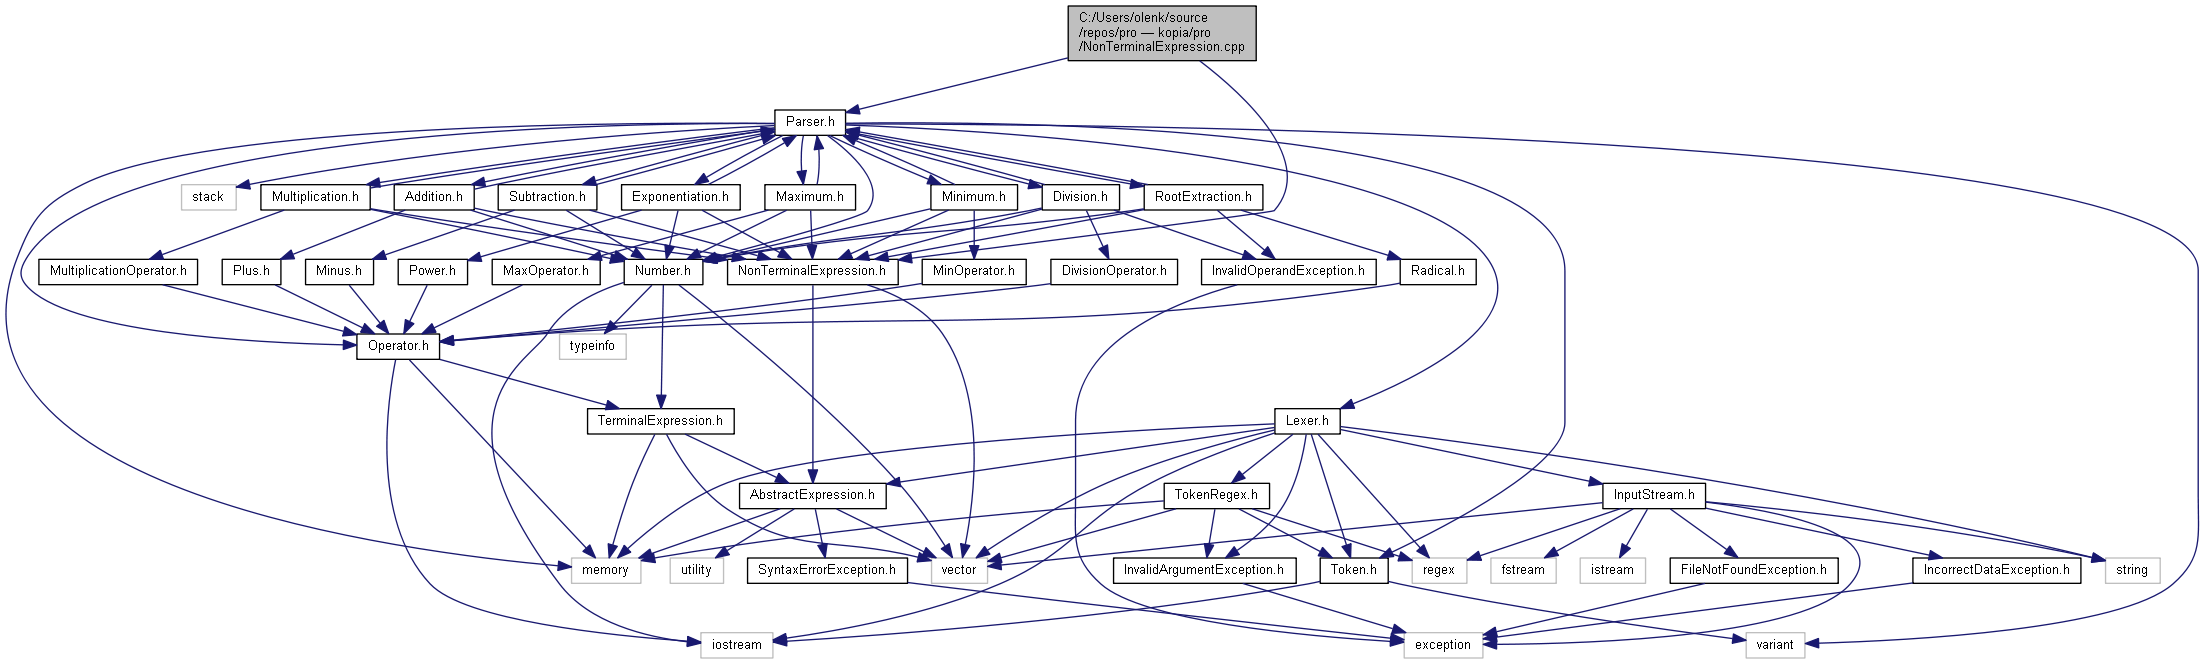 C:/Users/olenk/source
/repos/pro — kopia/pro
/NonTerminalExpression.cpp
Parser.h
stack
Multiplication.h
Addition.h
Subtraction.h
Exponentiation.h
Maximum.h
Minimum.h
Division.h
RootExtraction.h
MultiplicationOperator.h
Plus.h
Minus.h
Power.h
MaxOperator.h
Number.h
NonTerminalExpression.h
MinOperator.h
DivisionOperator.h
InvalidOperandException.h
Radical.h
Operator.h
typeinfo
TerminalExpression.h
Lexer.h
AbstractExpression.h
TokenRegex.h
InputStream.h
memory
utility
SyntaxErrorException.h
vector
InvalidArgumentException.h
Token.h
regex
fstream
istream
FileNotFoundException.h
IncorrectDataException.h
string
iostream
exception
variant